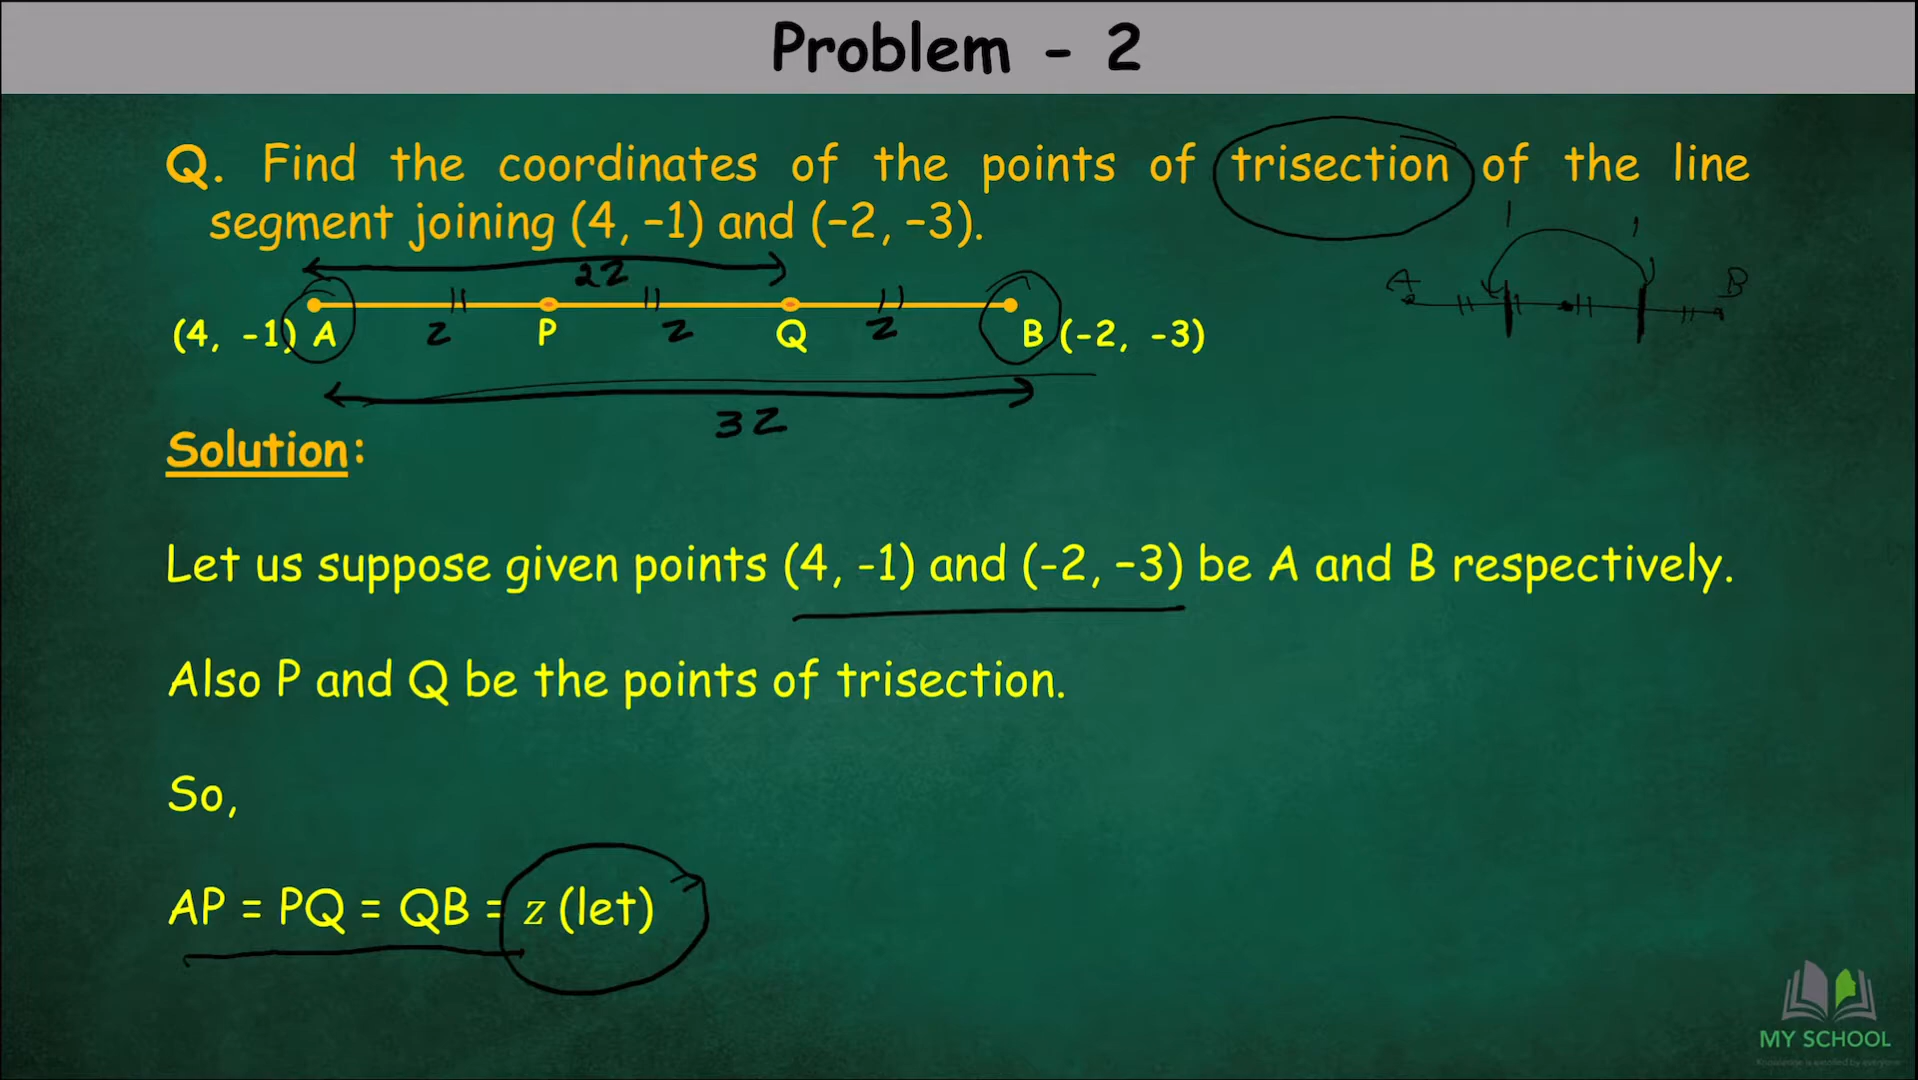 Problem - 2
Q. Find the coordinates of the points of trisection of the line
segment joining (4, -1) and (-2, -3).
2z
A B
(4, -1) A z P z Q z B (-2, -3)
3z
Solution:
Let us suppose given points (4, -1) and (-2, -3) be A and B respectively.
Also P and Q be the points of trisection.
So,
AP = PQ = QB = z (let)
MY SCHOOL